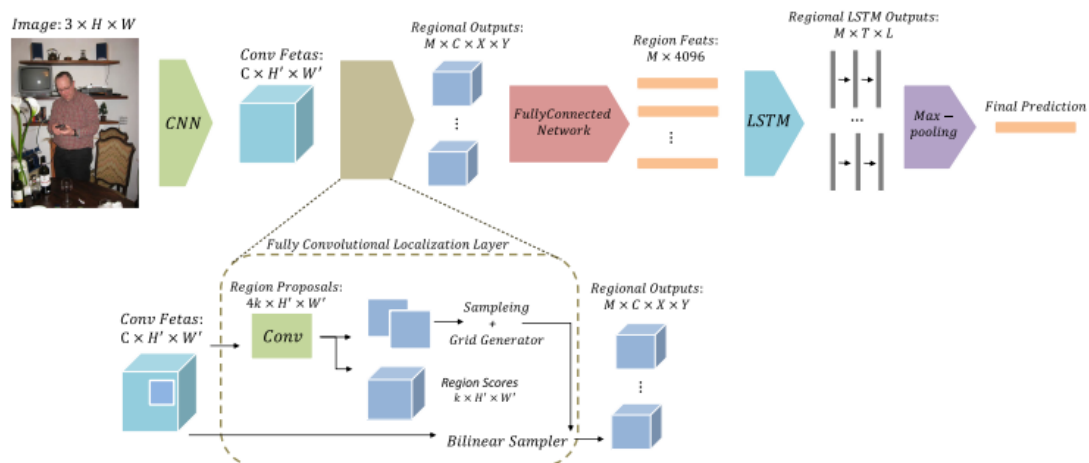 Image: 3 × H × W
CNN
Conv Fetas:
C × H′ × W′
Regional Outputs:
M × C × X × Y
⋮
FullyConnected
Network
Region Feats:
M × 4096
⋮
LSTM
Regional LSTM Outputs:
M × T × L
...
Max −
pooling
Final Prediction
Fully Convolutional Localization Layer
Conv Fetas:
C × H′ × W′
Region Proposals:
4k × H′ × W′
Conv
Sampleing
+
Grid Generator
Region Scores
k × H′ × W′
Bilinear Sampler
Regional Outputs:
M × C × X × Y
⋮